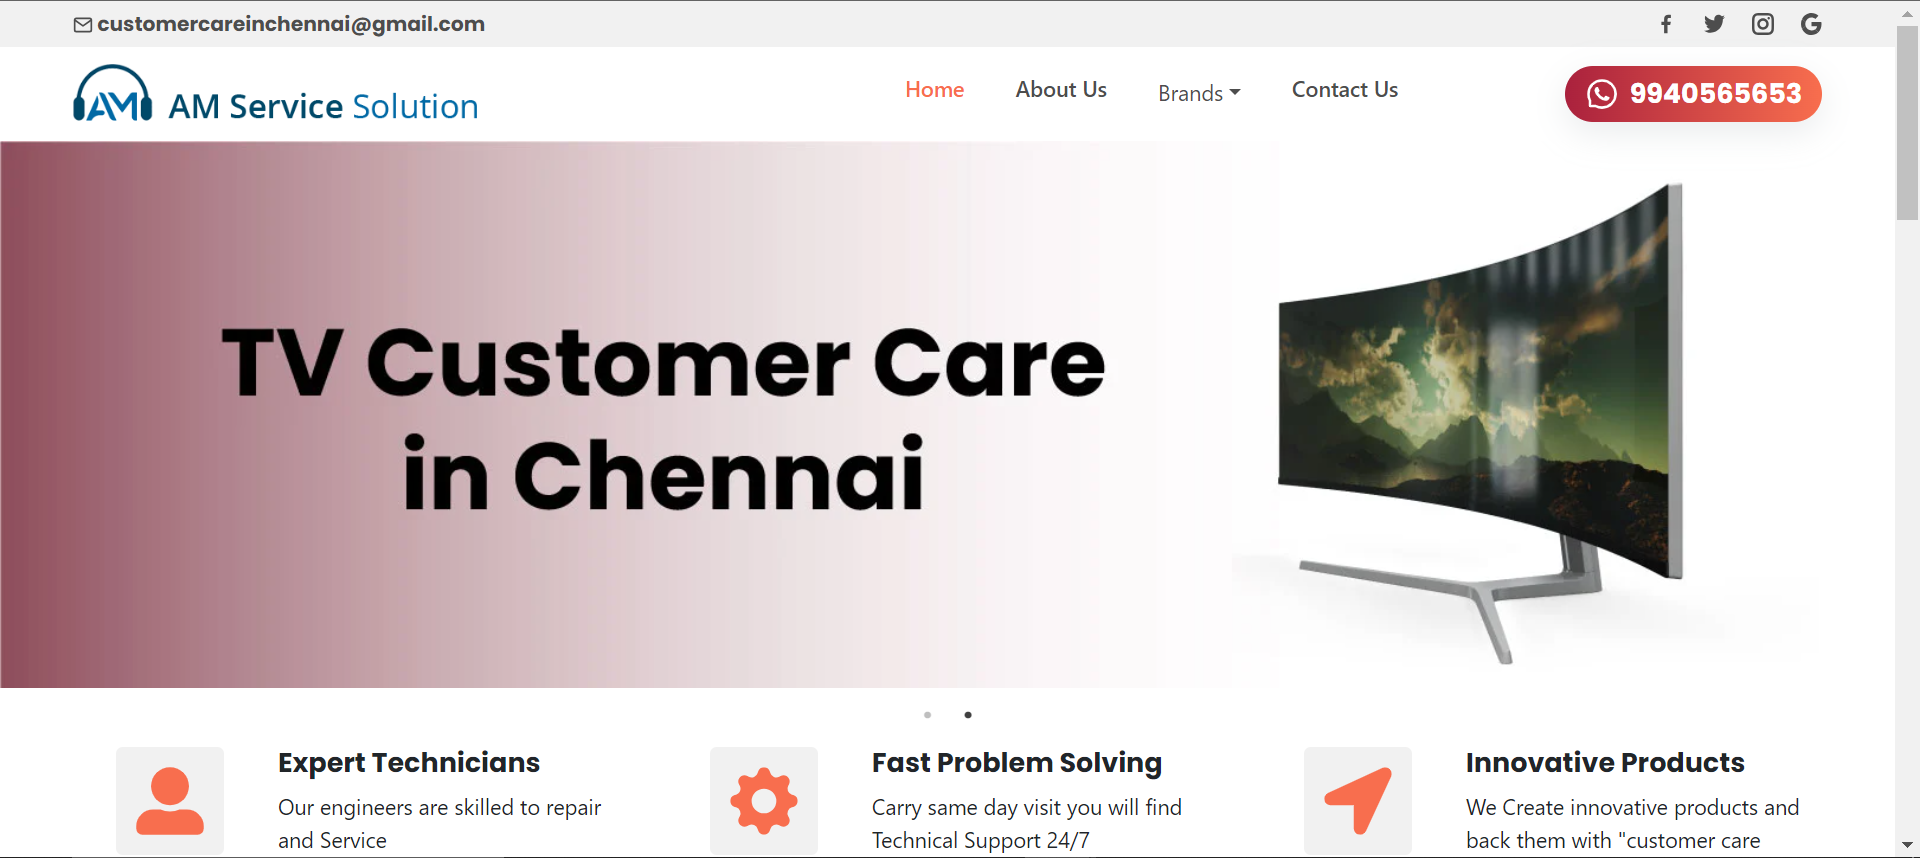 customercareinchennai@gmail.com
AM Service Solution
Home
About Us
Brands
Contact Us
9940565653
TV Customer Care
in Chennai
Expert Technicians
Our engineers are skilled to repair
and Service
Fast Problem Solving
Carry same day visit you will find
Technical Support 24/7
Innovative Products
We Create innovative products and
back them with "customer care